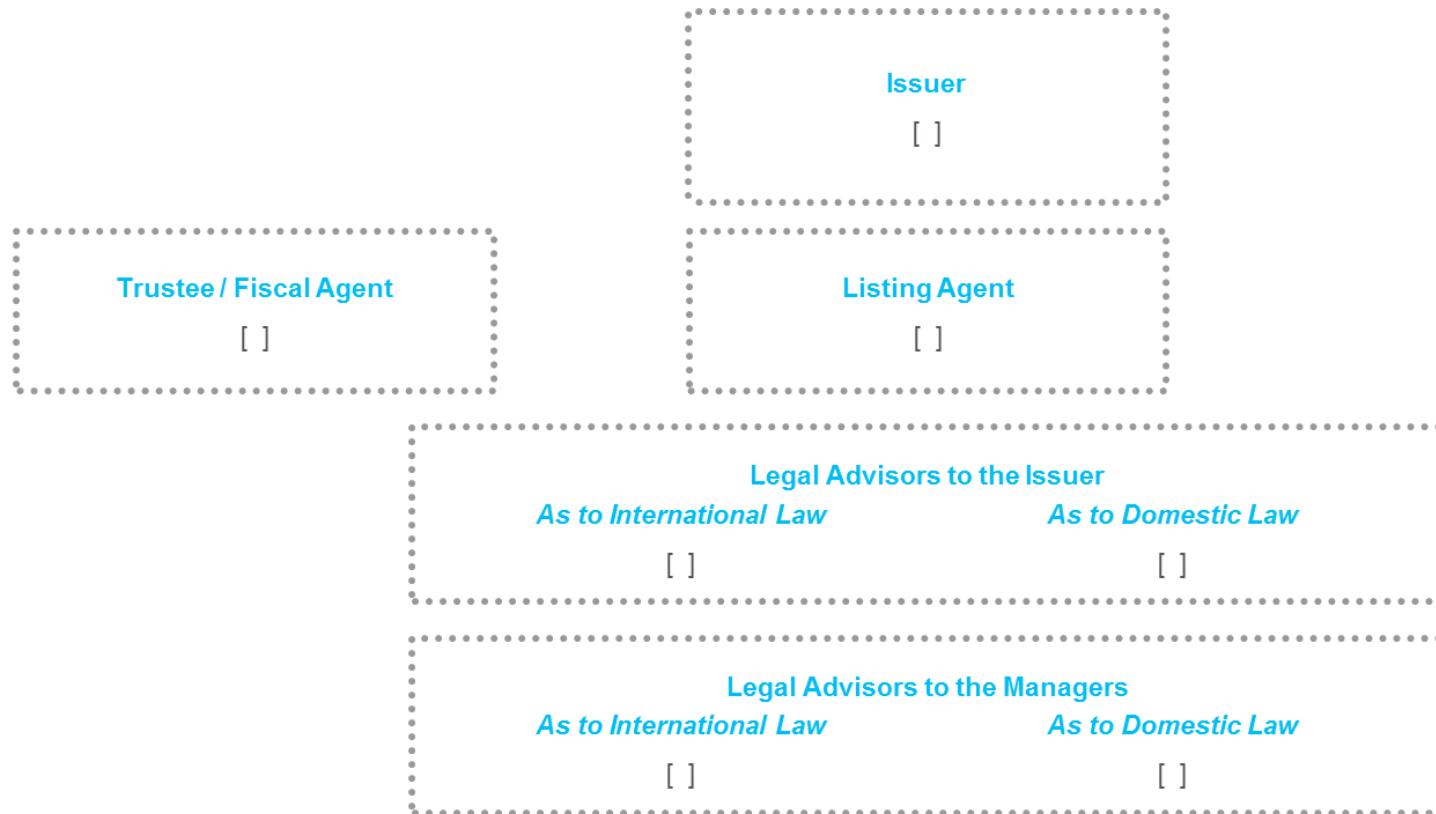 Issuer
[ ]
Trustee / Fiscal Agent
[ ]
Listing Agent
[ ]
Legal Advisors to the Issuer
As to International Law
As to Domestic Law
[ ]
[ ]
Legal Advisors to the Managers
As to International Law
As to Domestic Law
[ ]
[ ]